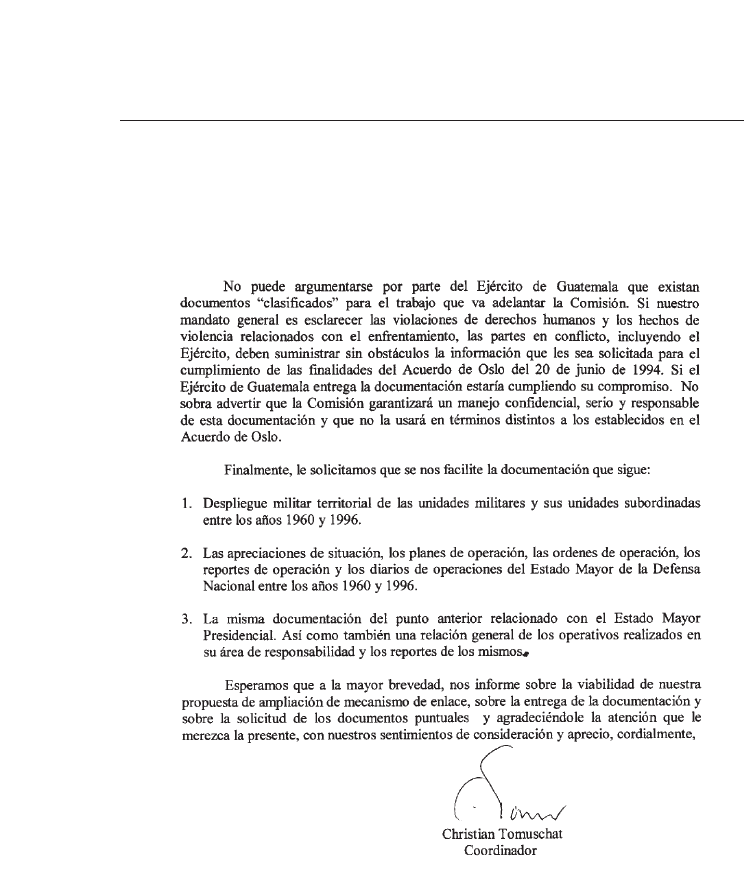 No puede argumentarse por parte del Ejército de Guatemala que existan
documentos “clasificados” para el trabajo que va adelantar la Comisión. Si nuestro
mandato general es esclarecer las violaciones de derechos humanos y los hechos de
violencia relacionados con el enfrentamiento, las partes en conflicto, incluyendo el
Ejército, deben suministrar sin obstáculos la información que les sea solicitada para el
cumplimiento de las finalidades del Acuerdo de Oslo del 20 de junio de 1994. Si el
Ejército de Guatemala entrega la documentación estaría cumpliendo su compromiso. No
sobra advertir que la Comisión garantizará un manejo confidencial, serio y responsable
de esta documentación y que no la usará en términos distintos a los establecidos en el
Acuerdo de Oslo.
Finalmente, le solicitamos que se nos facilite la documentación que sigue:
1. Despliegue militar territorial de las unidades militares y sus unidades subordinadas
entre los años 1960 y 1996.
2. Las apreciaciones de situación, los planes de operación, las ordenes de operación, los
reportes de operación y los diarios de operaciones del Estado Mayor de la Defensa
Nacional entre los años 1960 y 1996.
3. La misma documentación del punto anterior relacionado con el Estado Mayor
Presidencial. Así como también una relación general de los operativos realizados en
su área de responsabilidad y los reportes de los mismos.
Esperamos que a la mayor brevedad, nos informe sobre la viabilidad de nuestra
propuesta de ampliación de mecanismo de enlace, sobre la entrega de la documentación y
sobre la solicitud de los documentos puntuales y agradeciéndole la atención que le
merezca la presente, con nuestros sentimientos de consideración y aprecio, cordialmente,
Christian Tomuschat
Coordinador